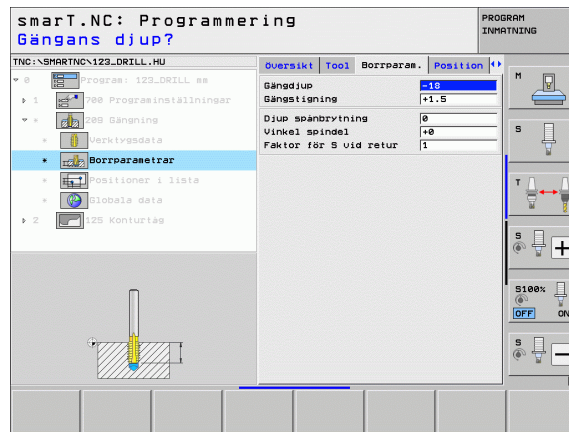 smarT.NC: Programmering
Gängans djup?
PROGRAM
INMATNING
TNC:\SMARTNC\123_DRILL.HU
0 Program: 123_DRILL mm
1 700 Programinställningar
209 Gängning
Verktygsdata
Borrparametrar
Positioner i lista
Globala data
2 125 Konturtåg
Översikt Tool Borrparam. Position
Gängdjup -18
Gängstigning +1.5
Djup spånbrytning 0
Vinkel spindel +0
Faktor för S vid retur 1
M
S
T
S +
S100%
OFF ON
S –